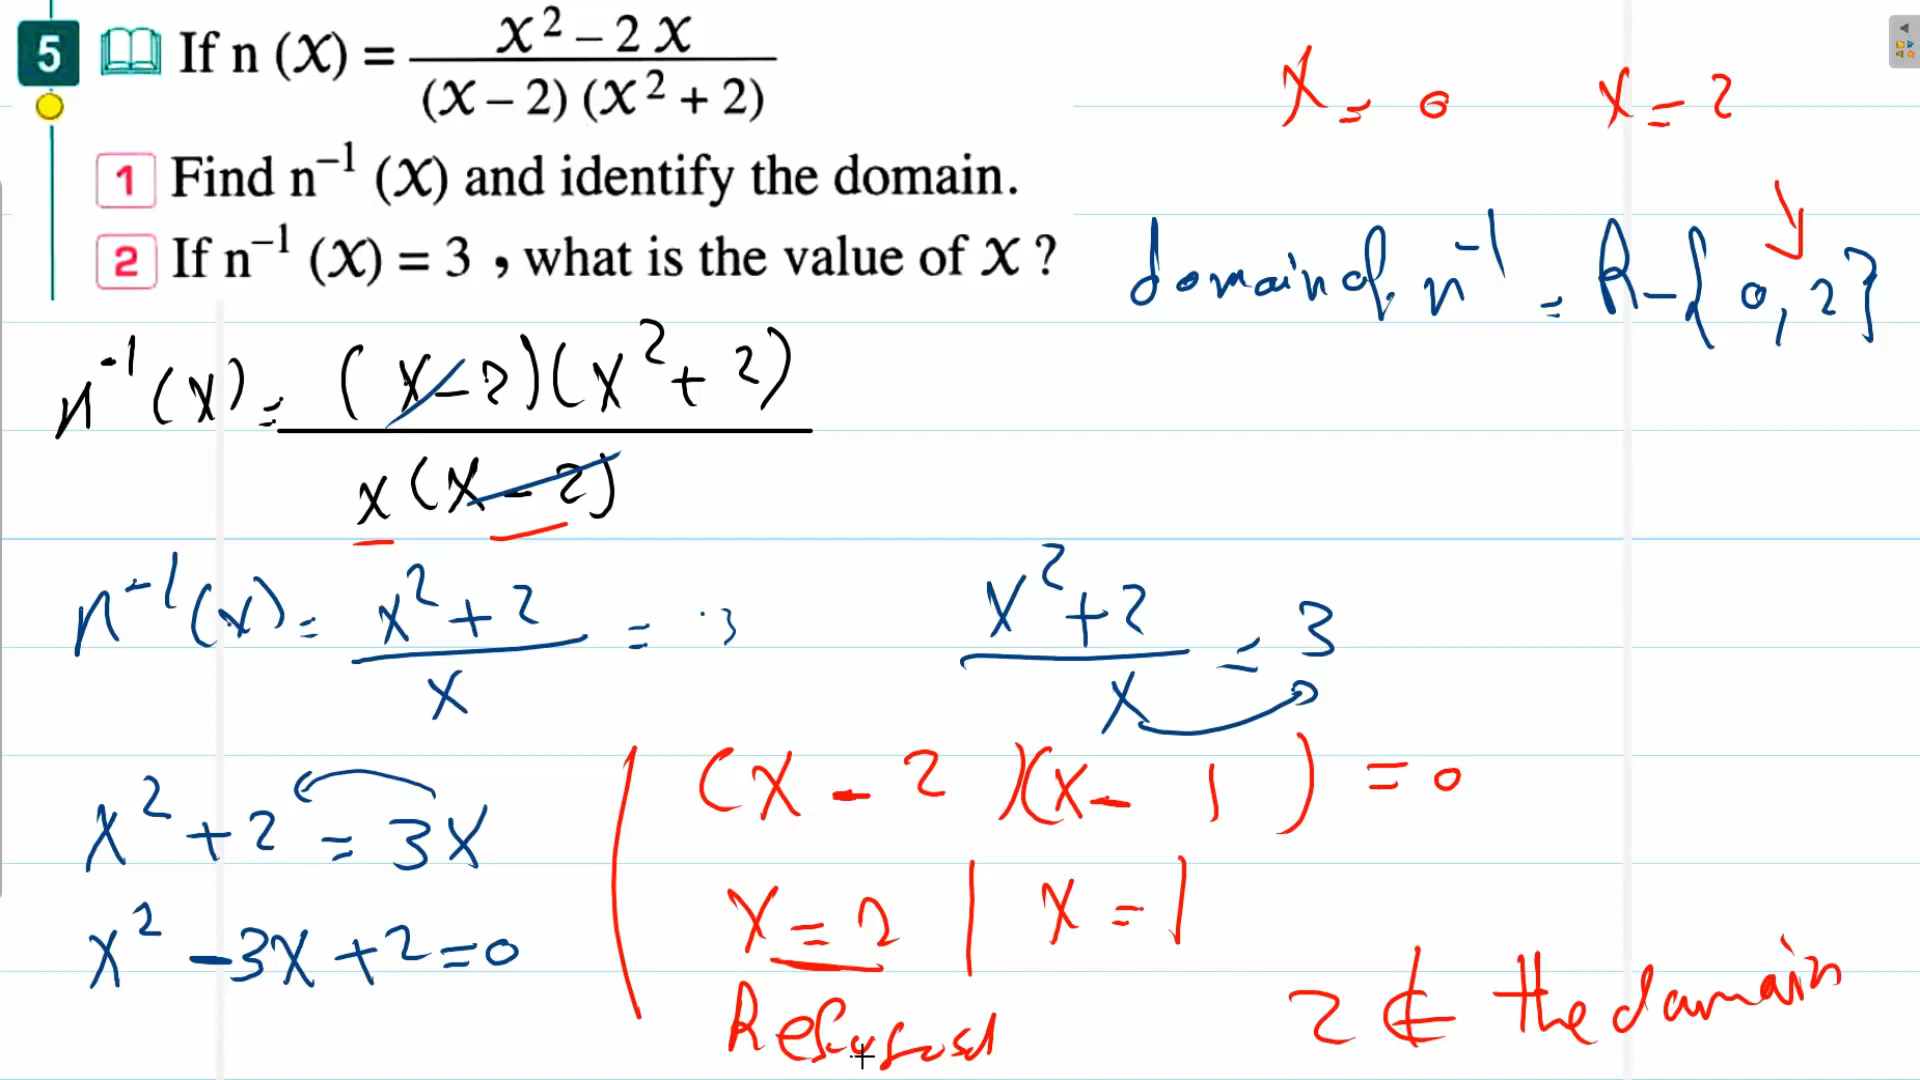 5 If n (X) = (X² – 2 X) / ((X – 2) (X² + 2))
1 Find n⁻¹ (X) and identify the domain.
2 If n⁻¹ (X) = 3 , what is the value of X ?
X = 0 X = 2
domain of n⁻¹ = R – {0, 2}
n⁻¹(X) = (X – 2)(X² + 2) / X(X – 2)
n⁻¹(X) = (X² + 2) / X = 3
(X² + 2) / X = 3
X² + 2 = 3X
X² – 3X + 2 = 0
(X – 2)(X – 1) = 0
X = 2 | X = 1
Refused
2 ∉ the domain